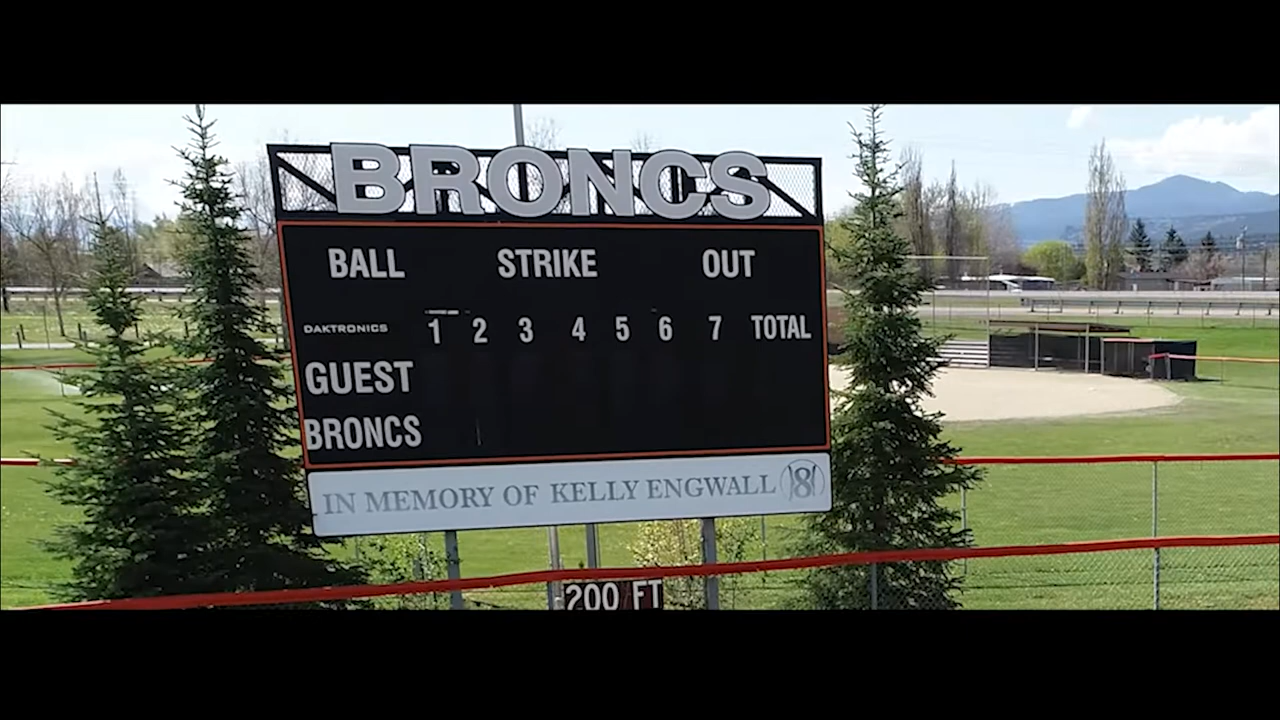 BRONCS
BALL STRIKE OUT
DAKTRONICS 1 2 3 4 5 6 7 TOTAL
GUEST
BRONCS
IN MEMORY OF KELLY ENGWALL 8
200 FT